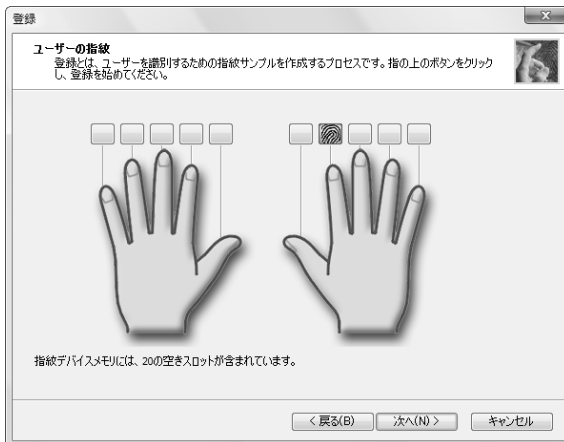 登録
x
ユーザーの指紋
登録とは、ユーザーを識別するための指紋サンプルを作成するプロセスです。指の上のボタンをクリック
し、登録を始めてください。
指紋デバイスメモリには、20の空きスロットが含まれています。
< 戻る(B)
次へ(N) >
キャンセル